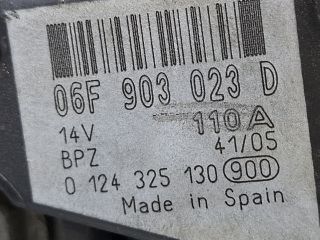 06F 903 023 D
110A
14V 41/05
BPZ
0 124 325 130 900
Made in Spain